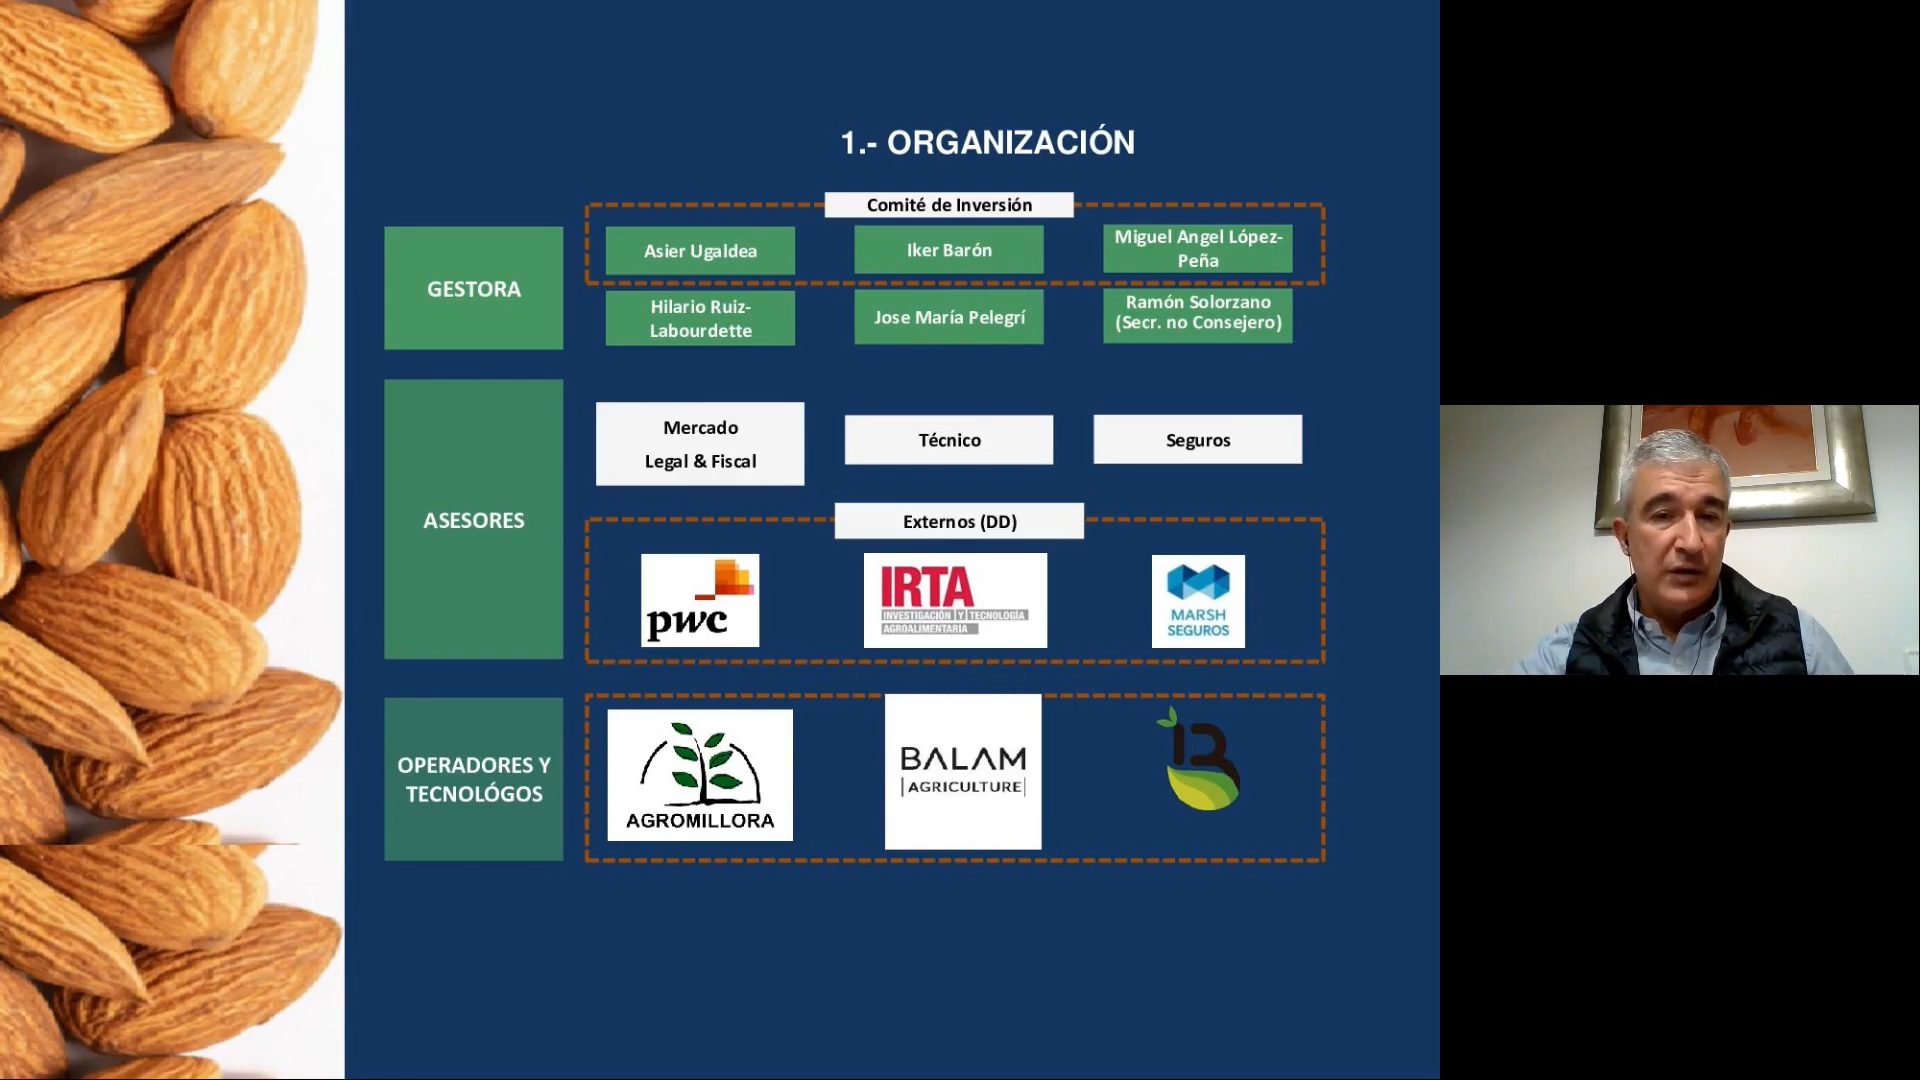 1.- ORGANIZACIÓN
Comité de Inversión
GESTORA
Asier Ugaldea
Iker Barón
Miguel Angel López-
Peña
Hilario Ruiz-
Labourdette
Jose María Pelegrí
Ramón Solorzano
(Secr. no Consejero)
ASESORES
Mercado
Legal & Fiscal
Técnico
Seguros
Externos (DD)
pwc
IRTA
INVESTIGACIÓN Y TECNOLOGÍA
AGROALIMENTARIA
MARSH
SEGUROS
OPERADORES Y
TECNOLÓGOS
AGROMILLORA
BALAM
AGRICULTURE
B